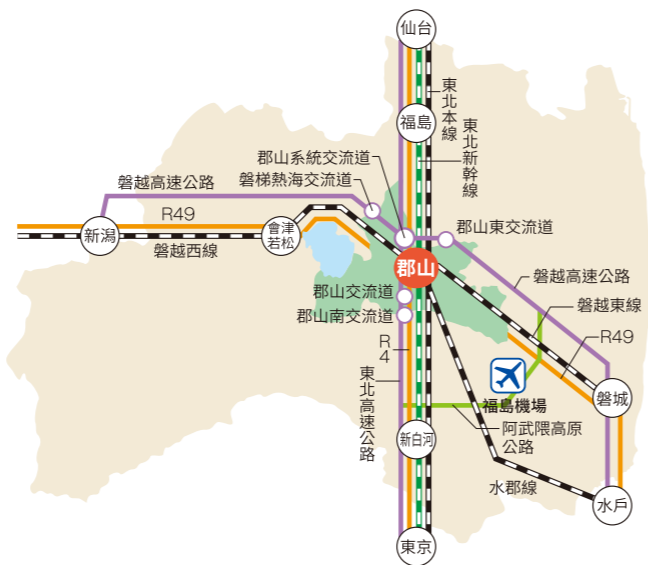 仙台
東北本線
福島
東北新幹線
郡山系統交流道
磐梯熱海交流道
磐越高速公路
R49
新潟
磐越西線
會津
若松
郡山東交流道
郡山
磐越高速公路
磐越東線
R49
郡山交流道
郡山南交流道
R4
東北高速公路
福島機場
磐城
阿武隈高原
公路
新白河
水郡線
水戶
東京